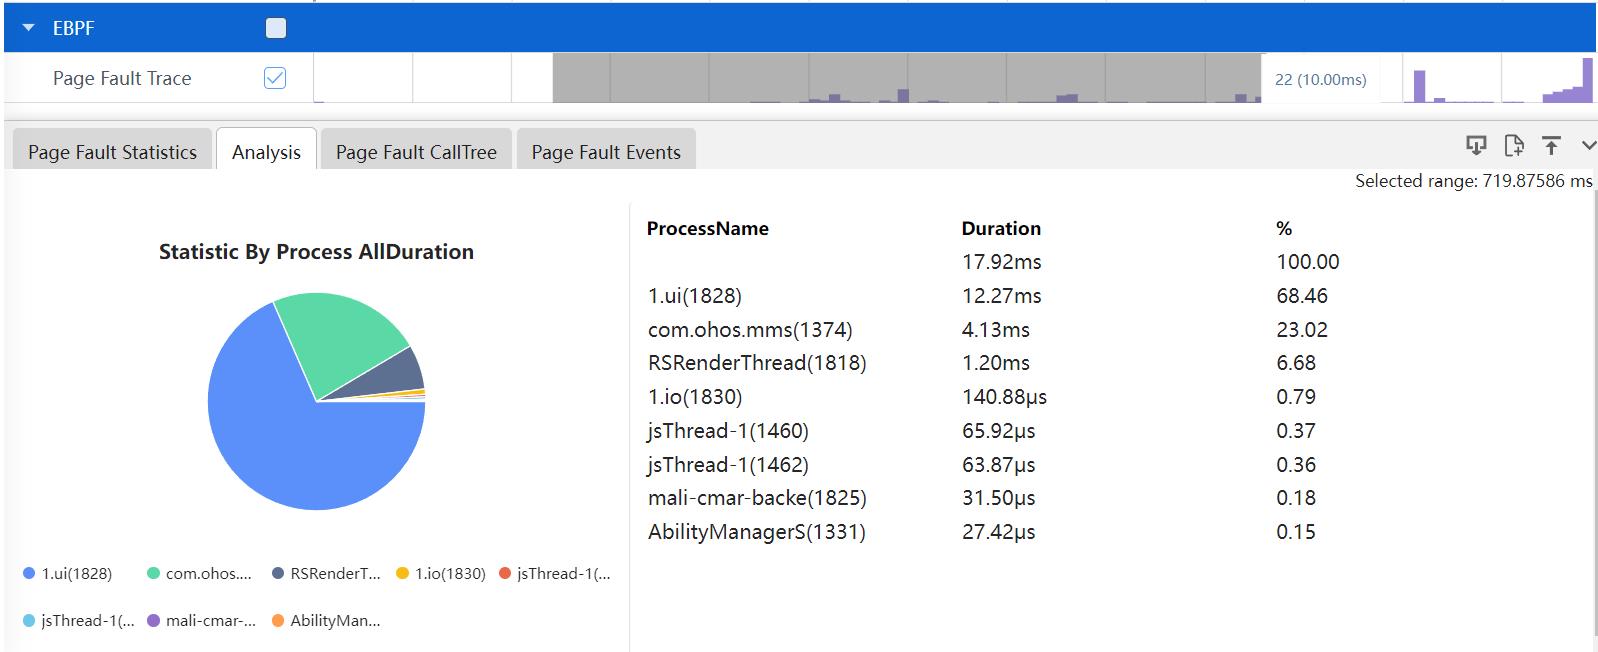 EBPF
Page Fault Trace
22 (10.00ms)
Page Fault Statistics Analysis Page Fault CallTree Page Fault Events
Selected range: 719.87586 ms
Statistic By Process AllDuration
ProcessName Duration %
17.92ms 100.00
1.ui(1828) 12.27ms 68.46
com.ohos.mms(1374) 4.13ms 23.02
RSRenderThread(1818) 1.20ms 6.68
1.io(1830) 140.88μs 0.79
jsThread-1(1460) 65.92μs 0.37
jsThread-1(1462) 63.87μs 0.36
mali-cmar-backe(1825) 31.50μs 0.18
AbilityManagerS(1331) 27.42μs 0.15
1.ui(1828) com.ohos.... RSRenderT... 1.io(1830) jsThread-1(...
jsThread-1(... mali-cmar-... AbilityMan...